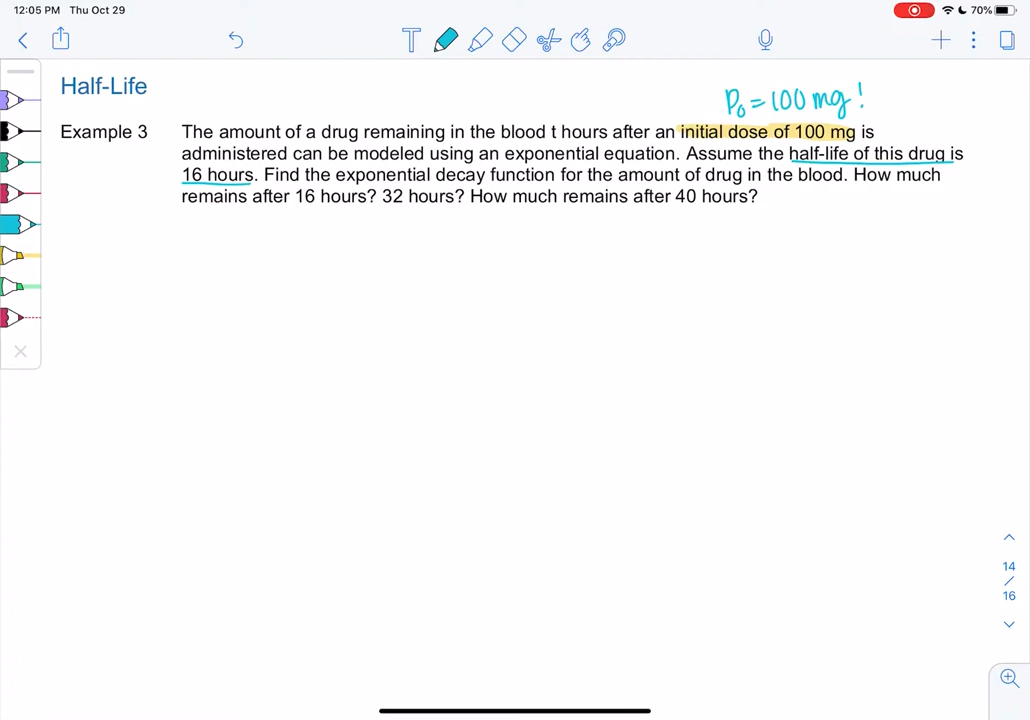 12:05 PM Thu Oct 29
70%
T
Half-Life
P₀ = 100 mg!
Example 3 The amount of a drug remaining in the blood t hours after an initial dose of 100 mg is
administered can be modeled using an exponential equation. Assume the half-life of this drug is
16 hours. Find the exponential decay function for the amount of drug in the blood. How much
remains after 16 hours? 32 hours? How much remains after 40 hours?
14
/
16